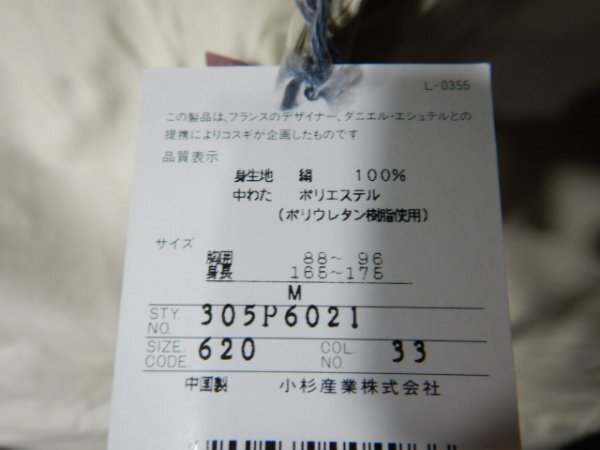 L-0355
この製品は、フランスのデザイナー、ダニエル・エシュテルとの
提携によりコスギが企画したものです
品質表示
身生地 絹 100%
中わた ポリエステル
(ポリウレタン樹脂使用)
サイズ
胸囲 88~ 96
身長 165~175
M
STY. NO. 305P6021
SIZE. CODE. 620 COL. NO. 33
中国製 小杉産業株式会社